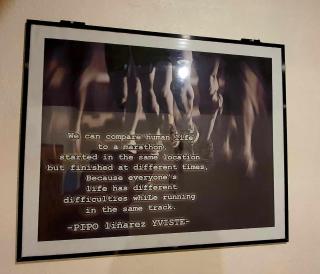 We can compare human life
to a marathon,
started in the same location
but finished at different times,
Because everyone's
life has different
difficulties while running
in the same track.
-PIPO liñarez YVISTE-